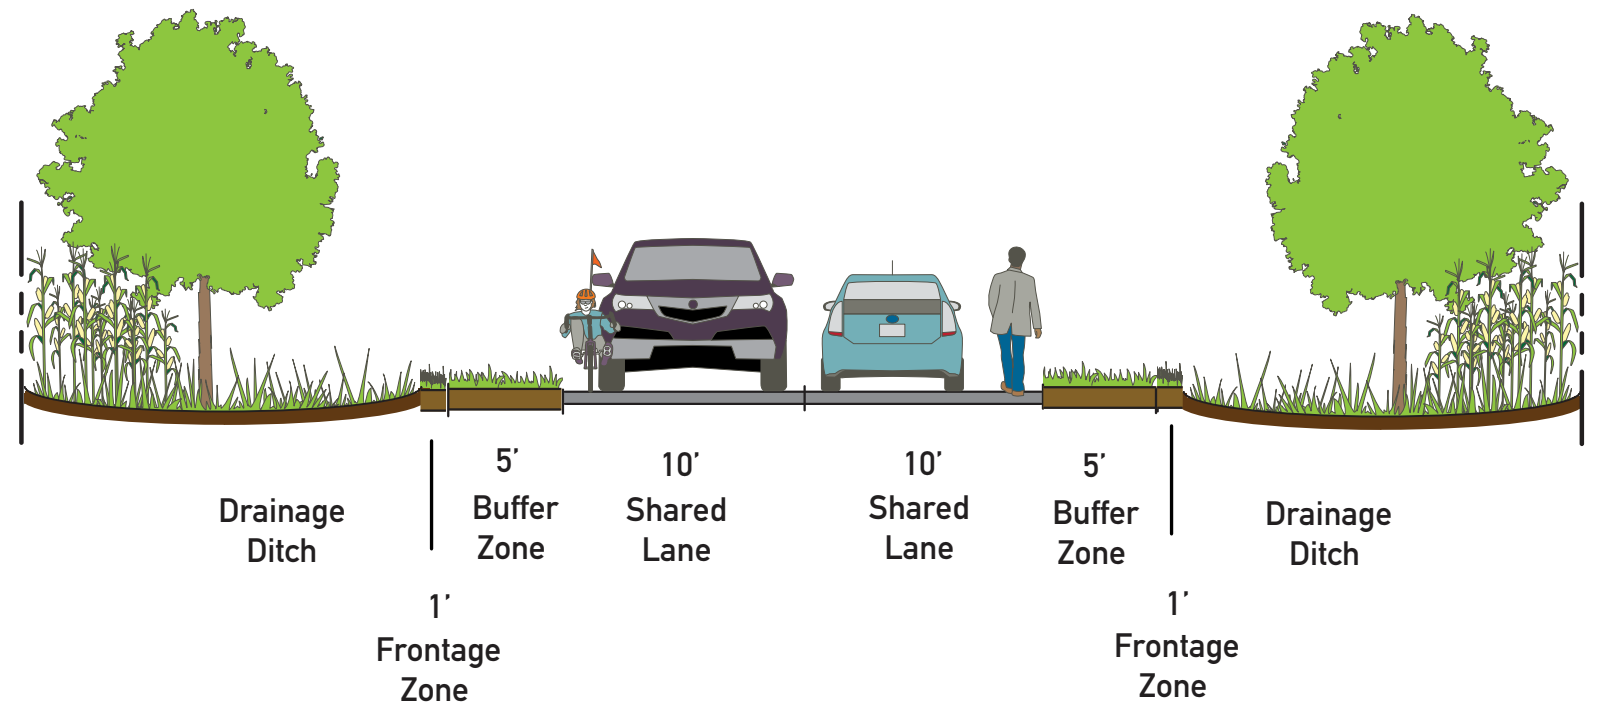 5’
Buffer
Zone
10’
Shared
Lane
10’
Shared
Lane
5’
Buffer
Zone
Drainage
Ditch
Drainage
Ditch
1’
Frontage
Zone
1’
Frontage
Zone